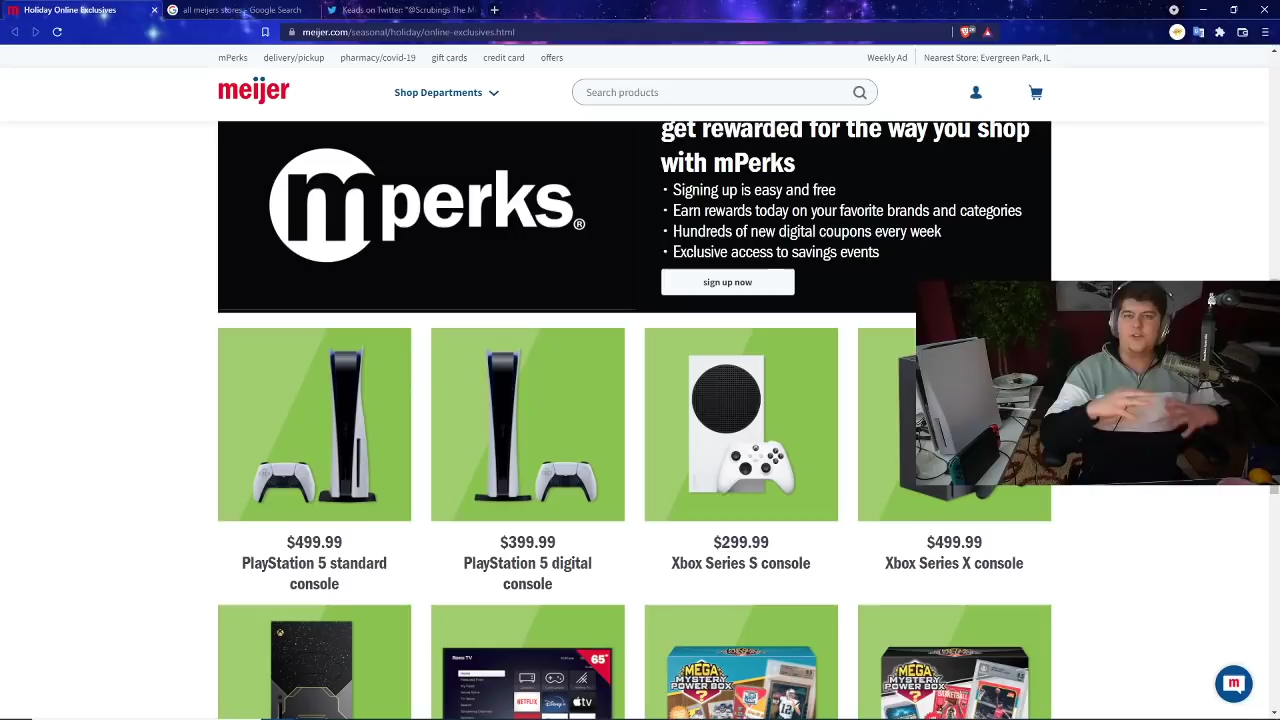 Holiday Online Exclusives
all meijers stores - Google Search
meijer.com/seasonal/holiday/online-exclusives.html
mPerks delivery/pickup pharmacy/covid-19 gift cards credit card offers
Weekly Ad Nearest Store: Evergreen Park, IL
meijer
Shop Departments
Search products
get rewarded for the way you shop
with mPerks
• Signing up is easy and free
• Earn rewards today on your favorite brands and categories
• Hundreds of new digital coupons every week
• Exclusive access to savings events
sign up now
mperks®
$499.99
PlayStation 5 standard
console
$399.99
PlayStation 5 digital
console
$299.99
Xbox Series S console
$499.99
Xbox Series X console
Roku TV
65"
Home
NETFLIX
Disney+
tv
MEGA
MYSTERY
POWER BOX
MEGA
MYSTERY
POWER BOX
BASKETBALL
m